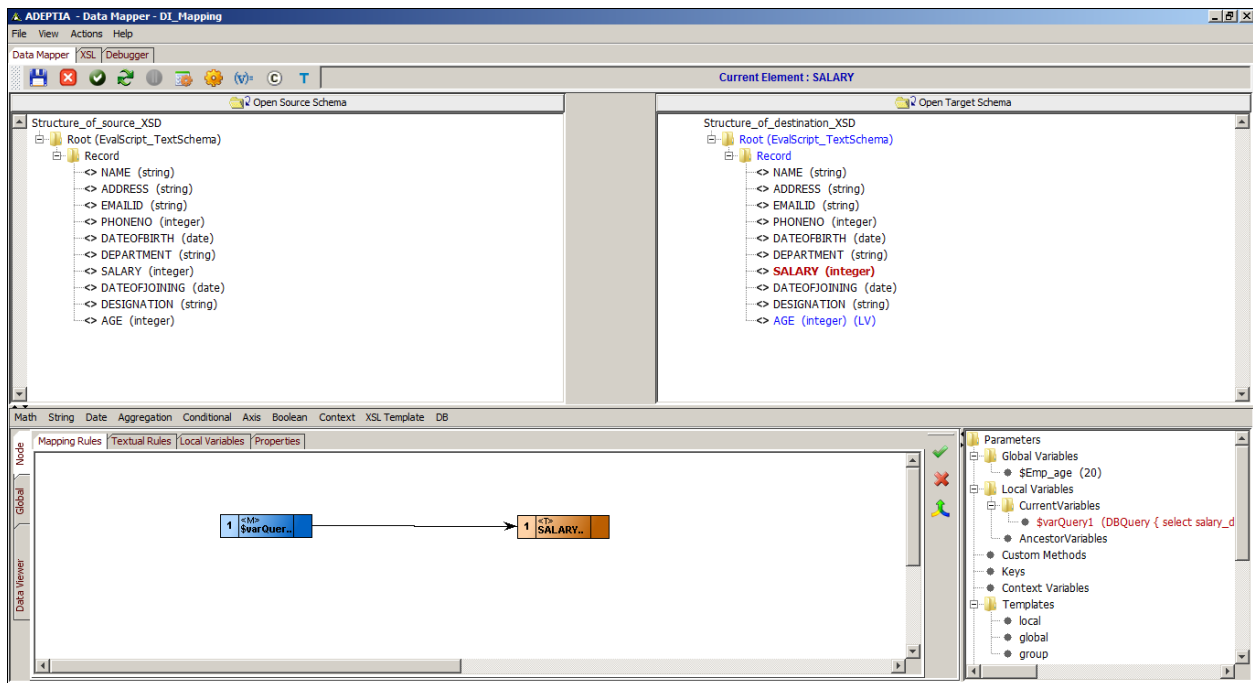 ADEPTIA - Data Mapper - DI_Mapping
File View Actions Help
Data Mapper XSL Debugger
(v)= C T Current Element : SALARY
Open Source Schema
Structure_of_source_XSD
Root (EvalScript_TextSchema)
Record
<> NAME (string)
<> ADDRESS (string)
<> EMAILID (string)
<> PHONENO (integer)
<> DATEOFBIRTH (date)
<> DEPARTMENT (string)
<> SALARY (integer)
<> DATEOFJOINING (date)
<> DESIGNATION (string)
<> AGE (integer)
Open Target Schema
Structure_of_destination_XSD
Root (EvalScript_TextSchema)
Record
<> NAME (string)
<> ADDRESS (string)
<> EMAILID (string)
<> PHONENO (integer)
<> DATEOFBIRTH (date)
<> DEPARTMENT (string)
<> SALARY (integer)
<> DATEOFJOINING (date)
<> DESIGNATION (string)
<> AGE (integer) (LV)
Math String Date Aggregation Conditional Axis Boolean Context XSL Template DB
Node
Global
Data Viewer
Mapping Rules Textual Rules Local Variables Properties
1 <M> $varQuer..
1 <T> SALARY..
Parameters
Global Variables
$Emp_age (20)
Local Variables
CurrentVariables
$varQuery1 (DBQuery { select salary_d
AncestorVariables
Custom Methods
Keys
Context Variables
Templates
local
global
group